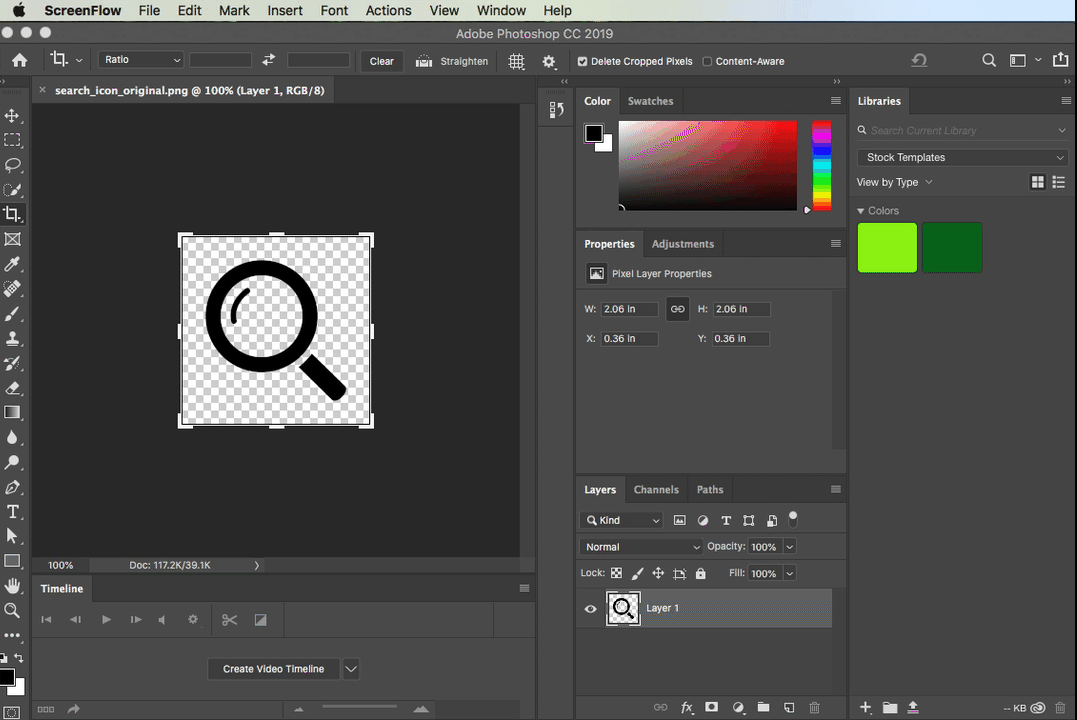 ScreenFlow File Edit Mark Insert Font Actions View Window Help
Adobe Photoshop CC 2019
Ratio Clear Straighten Delete Cropped Pixels Content-Aware
search_icon_original.png @ 100% (Layer 1, RGB/8)
Color Swatches
Libraries
Search Current Library
Stock Templates
View by Type
Colors
Properties Adjustments
Pixel Layer Properties
W: 2.06 in H: 2.06 in
X: 0.36 in Y: 0.36 in
Layers Channels Paths
Kind
Normal Opacity: 100%
Lock: Fill: 100%
Layer 1
100% Doc: 117.2K/39.1K
Timeline
Create Video Timeline
-- KB